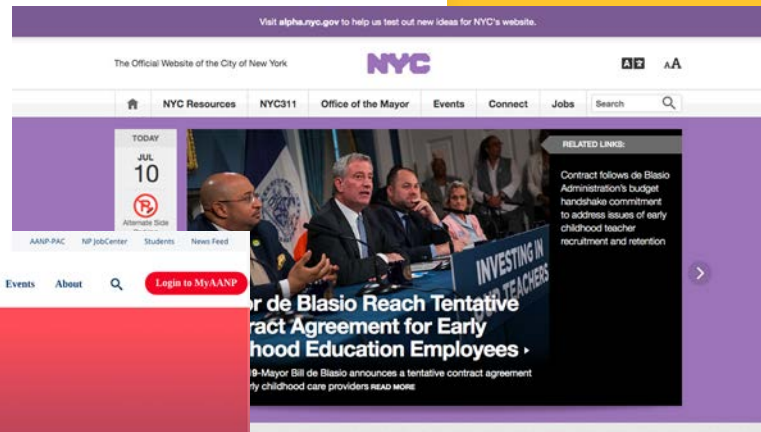 Visit alpha.nyc.gov to help us test out new ideas for NYC's website.
The Official Website of the City of New York
NYC
AA
NYC Resources NYC311 Office of the Mayor Events Connect Jobs Search
TODAY
JUL
10
Alternate Side
RELATED LINKS:
Contract follows de Blasio
Administration's budget
handshake commitment
to address issues of early
childhood teacher
recruitment and retention
INVESTING IN
OUR TEACHERS
r de Blasio Reach Tentative
ract Agreement for Early
hood Education Employees
9-Mayor Bill de Blasio announces a tentative contract agreement
rly childhood care providers READ MORE
AANP-PAC NP JobCenter Students News Feed
Events About Login to MyAANP